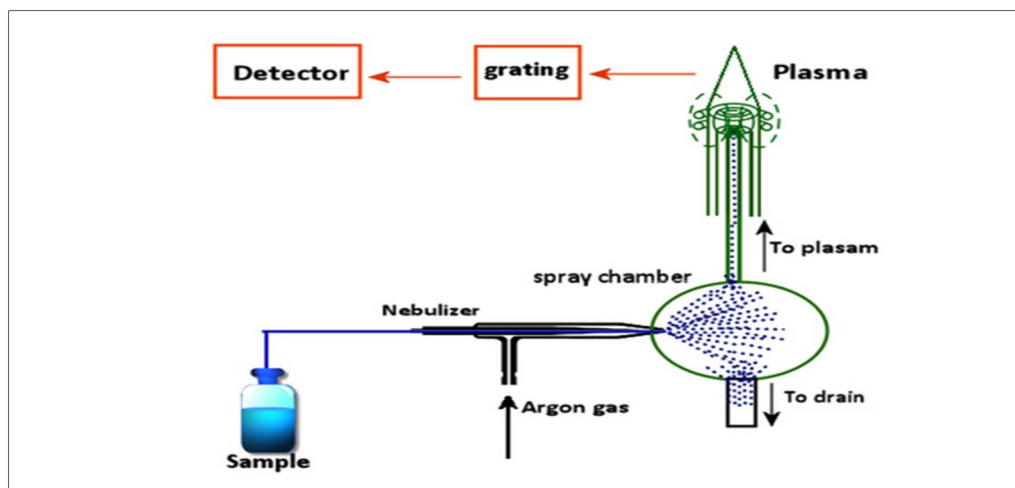 Detector
grating
Plasma
To plasam
spray chamber
Nebulizer
Argon gas
To drain
Sample